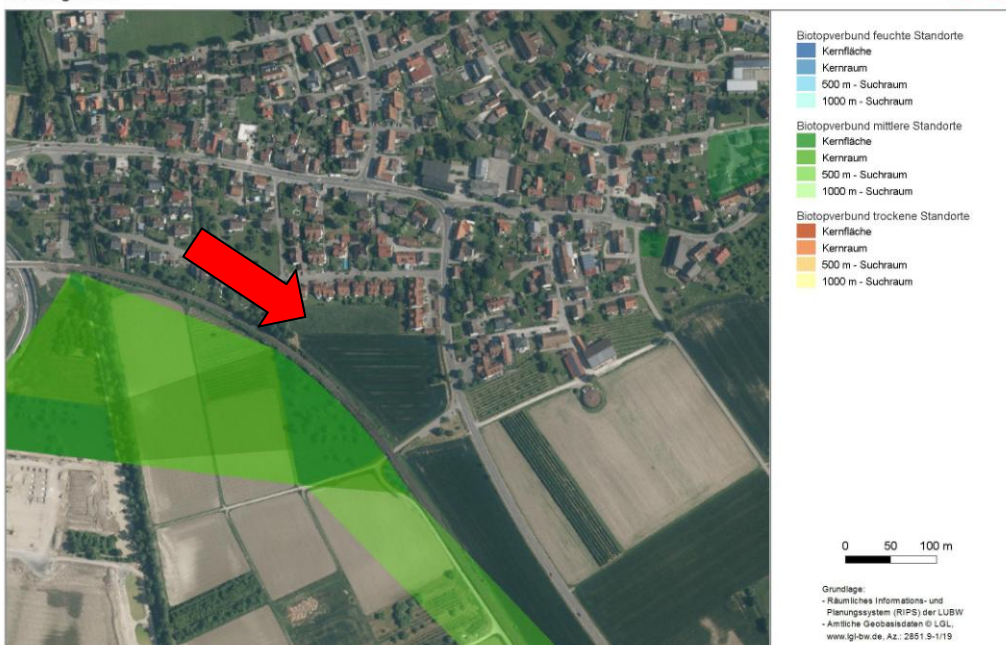 Biotopverbund feuchte Standorte
Kernfläche
Kernraum
500 m - Suchraum
1000 m - Suchraum
Biotopverbund mittlere Standorte
Kernfläche
Kernraum
500 m - Suchraum
1000 m - Suchraum
Biotopverbund trockene Standorte
Kernfläche
Kernraum
500 m - Suchraum
1000 m - Suchraum
0 50 100 m
Grundlage:
- Räumliches Informations- und
Planungssystem (RIPS) der LUBW
- Amtliche Geobasisdaten © LGL,
www.lgl-bw.de, Az.: 2851.9-1/19